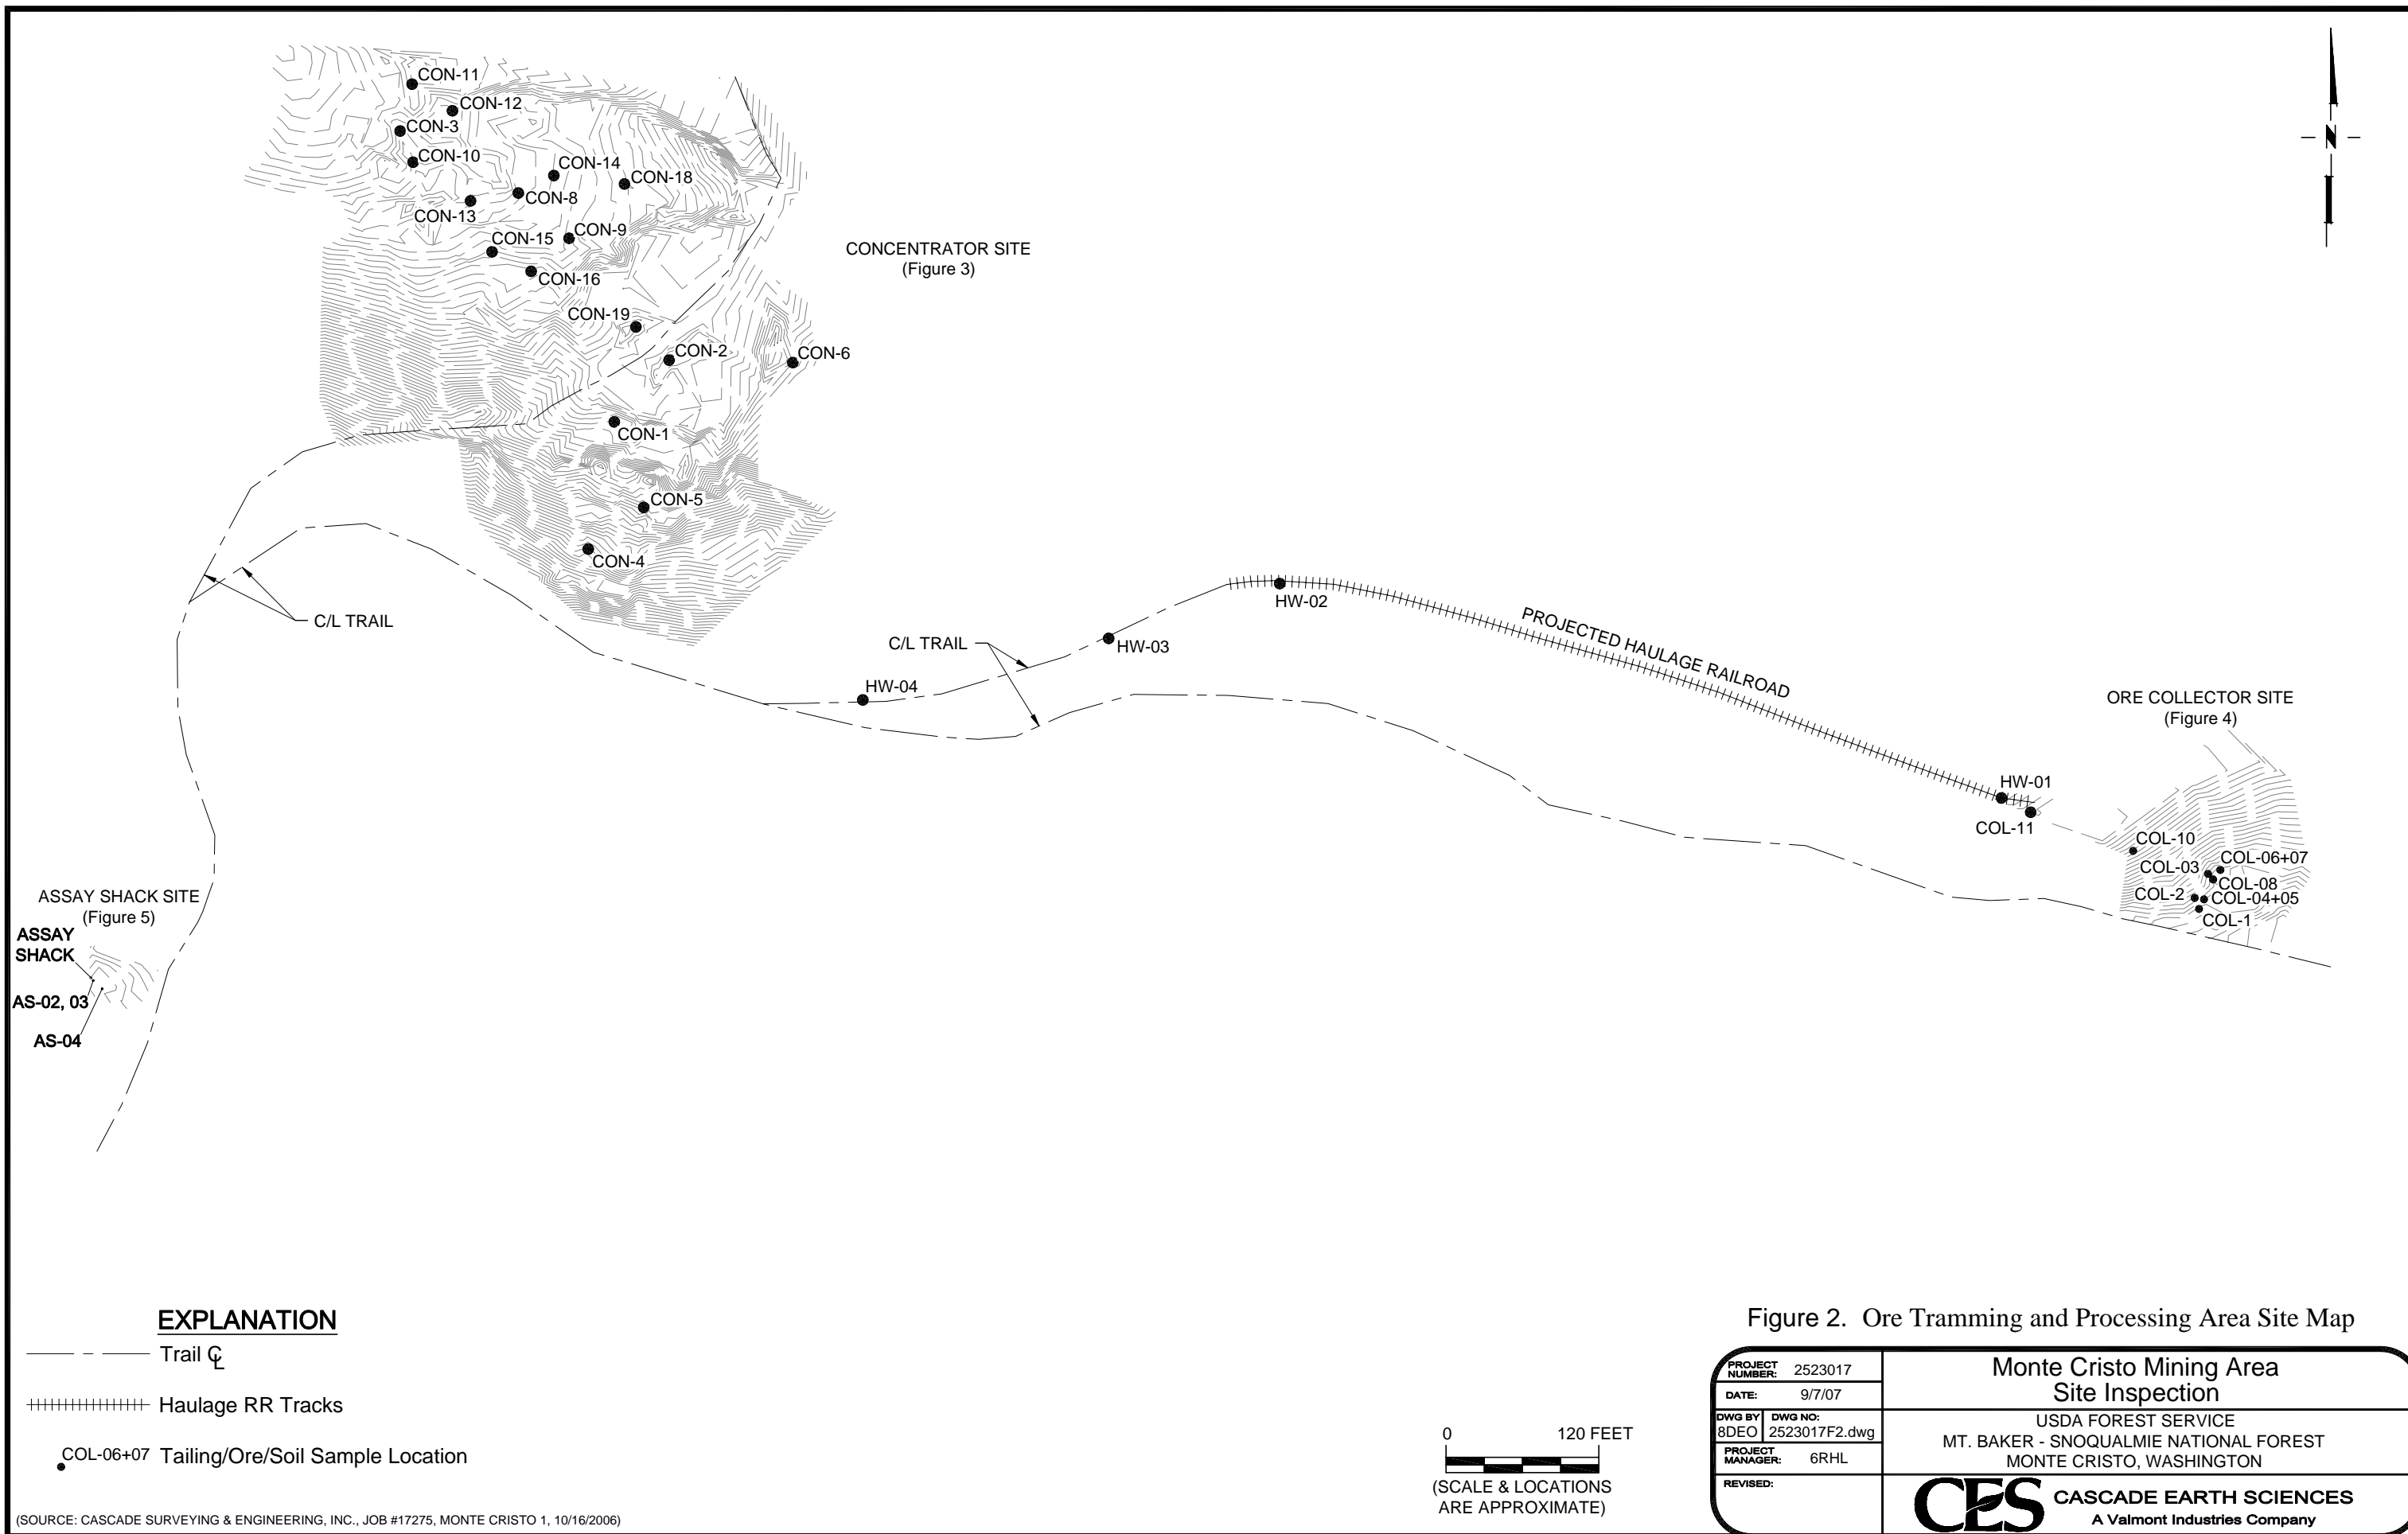 CON-11
CON-12
CON-3
CON-10
CON-14
CON-18
CON-8
CON-13
CON-9
CON-15
CON-16
CON-19
CON-2
CON-6
CON-1
CON-5
CON-4
N
CONCENTRATOR SITE
(Figure 3)
C/L TRAIL
C/L TRAIL
HW-02
HW-03
HW-04
PROJECTED HAULAGE RAILROAD
ORE COLLECTOR SITE
(Figure 4)
HW-01
COL-11
COL-10
COL-06+07
COL-03
COL-08
COL-2
COL-04+05
COL-1
ASSAY SHACK SITE
(Figure 5)
ASSAY
SHACK
AS-02, 03
AS-04
EXPLANATION
Trail CL
Haulage RR Tracks
COL-06+07 Tailing/Ore/Soil Sample Location
(SOURCE: CASCADE SURVEYING & ENGINEERING, INC., JOB #17275, MONTE CRISTO 1, 10/16/2006)
0 120 FEET
(SCALE & LOCATIONS
ARE APPROXIMATE)
Figure 2. Ore Tramming and Processing Area Site Map
PROJECT
NUMBER: 2523017
DATE: 9/7/07
DWG BY
8DEO
DWG NO:
2523017F2.dwg
PROJECT
MANAGER: 6RHL
REVISED:
Monte Cristo Mining Area
Site Inspection
USDA FOREST SERVICE
MT. BAKER - SNOQUALMIE NATIONAL FOREST
MONTE CRISTO, WASHINGTON
CES
CASCADE EARTH SCIENCES
A Valmont Industries Company